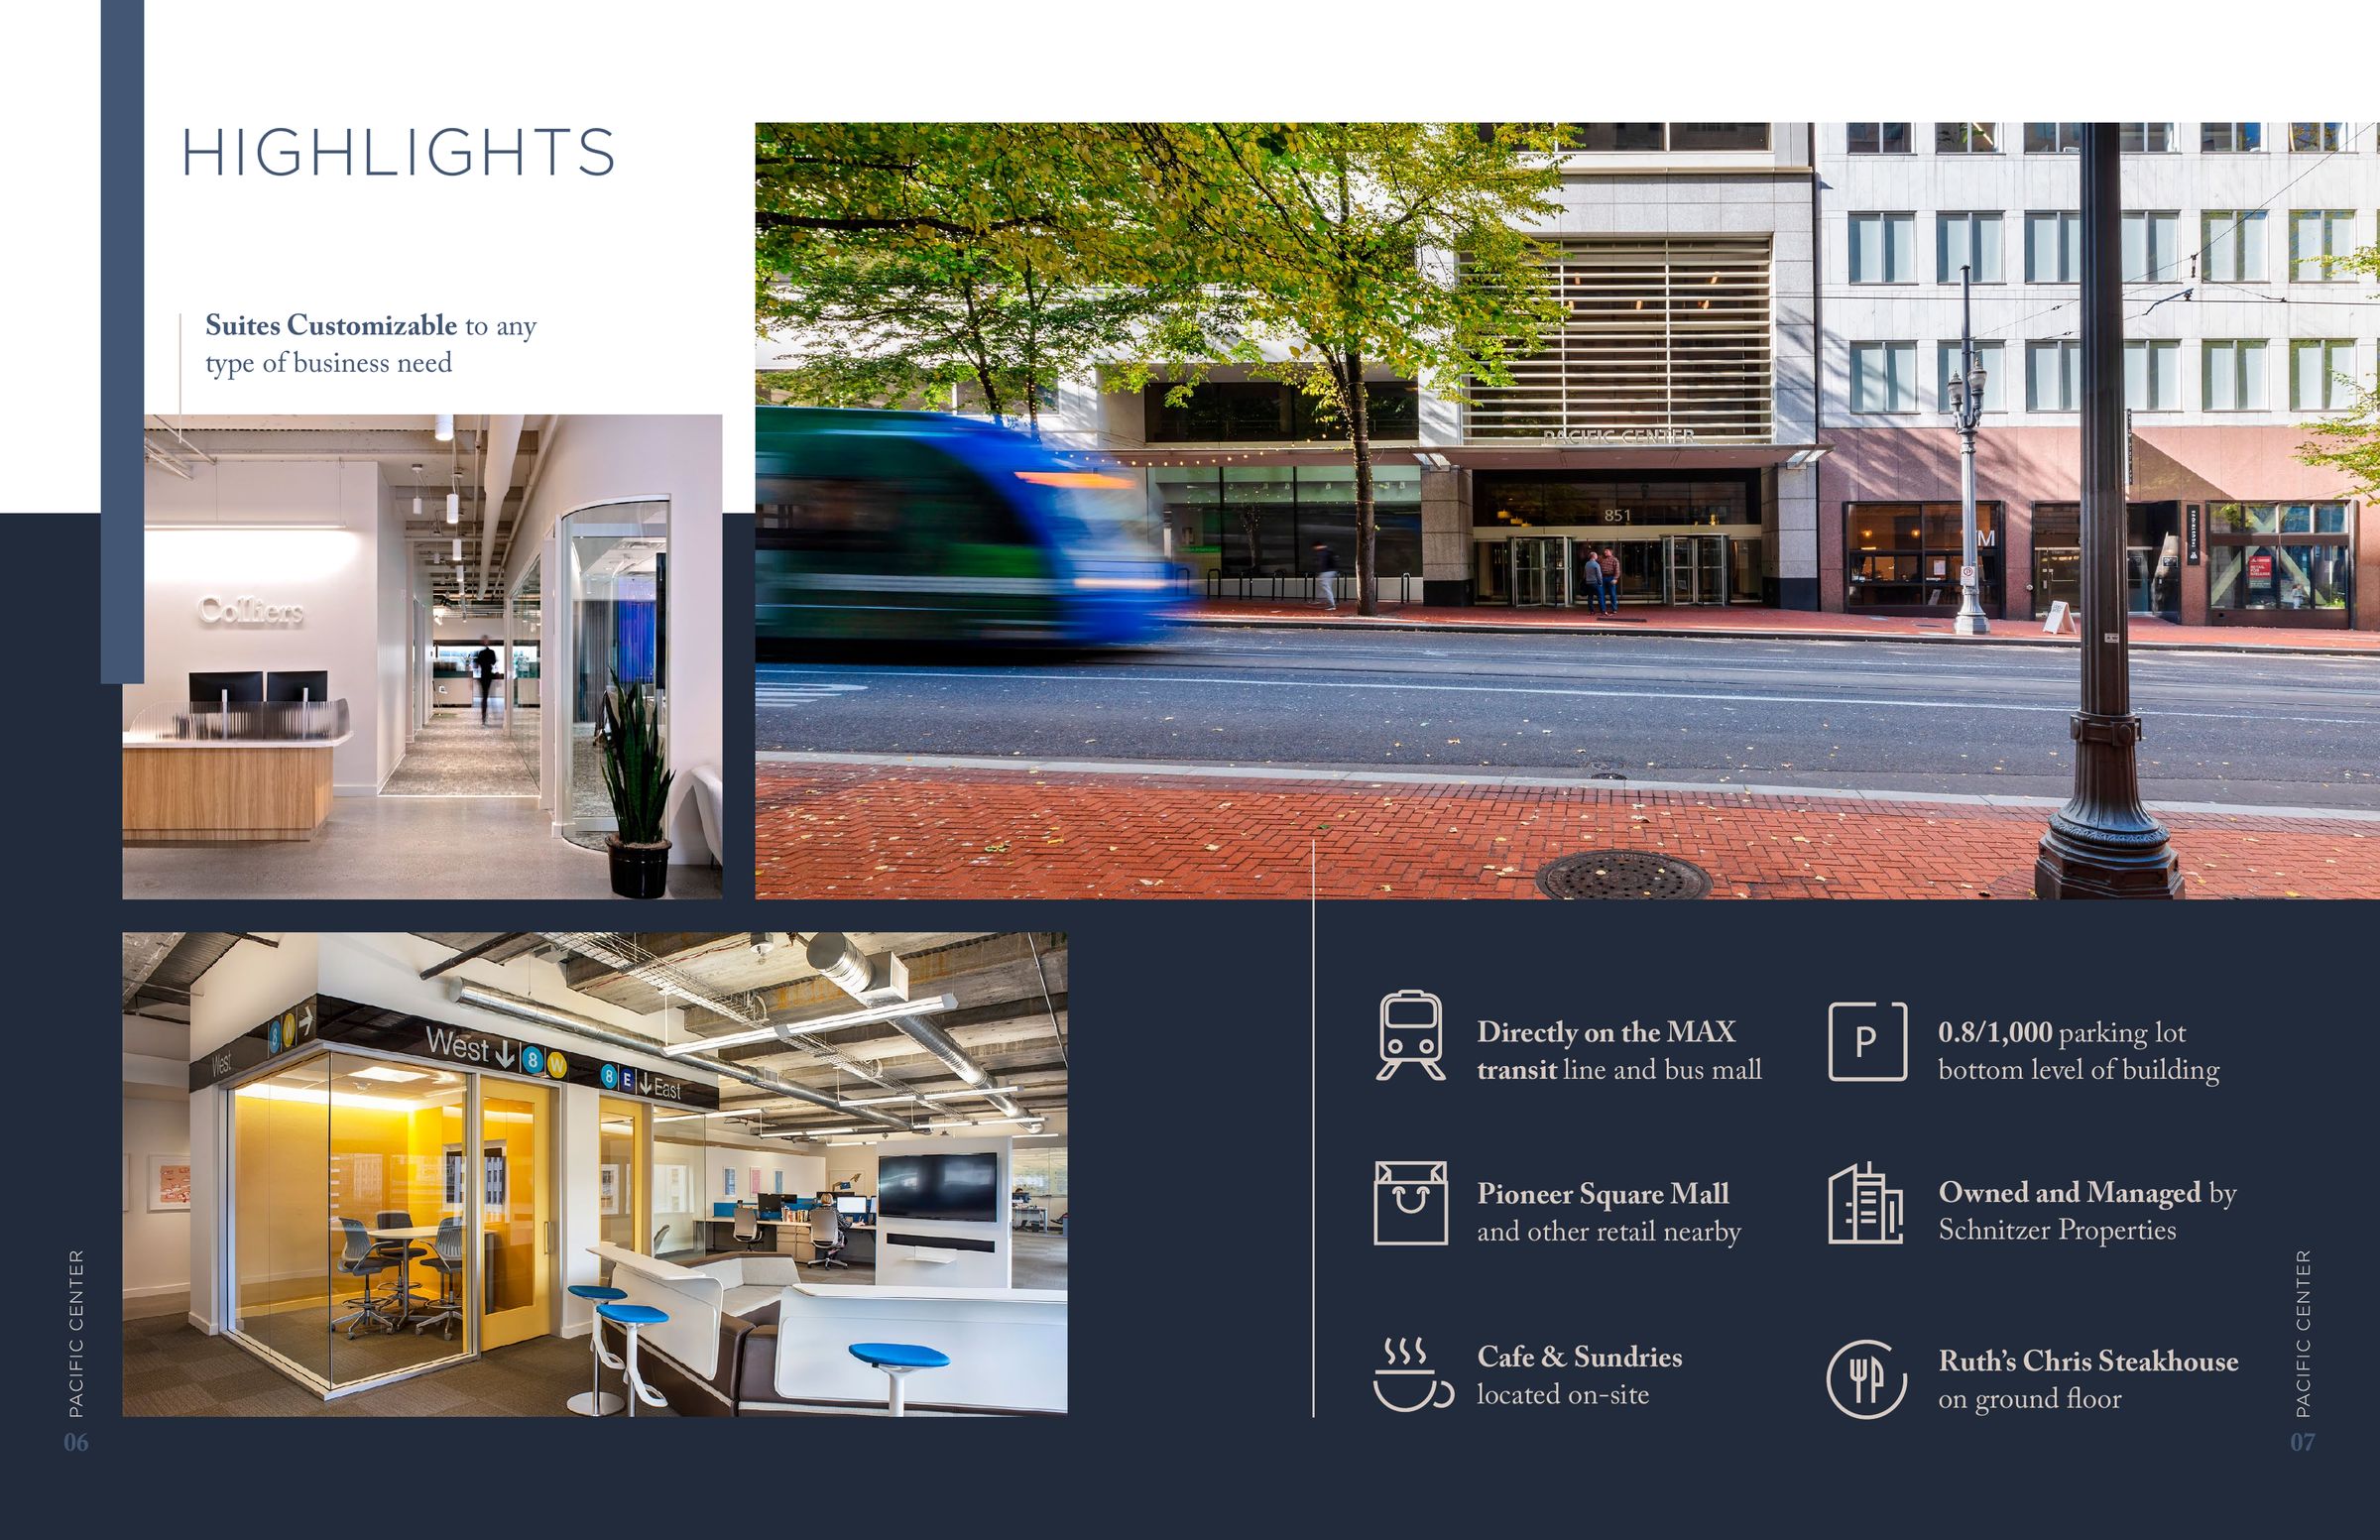 HIGHLIGHTS
Suites Customizable to any
type of business need
Colliers
PACIFIC CENTER
851
M
West
8 W
West 8 W
8 E East
Directly on the MAX
transit line and bus mall
0.8/1,000 parking lot
bottom level of building
Pioneer Square Mall
and other retail nearby
Owned and Managed by
Schnitzer Properties
Cafe & Sundries
located on-site
Ruth’s Chris Steakhouse
on ground floor
P
PACIFIC CENTER
06
PACIFIC CENTER
07